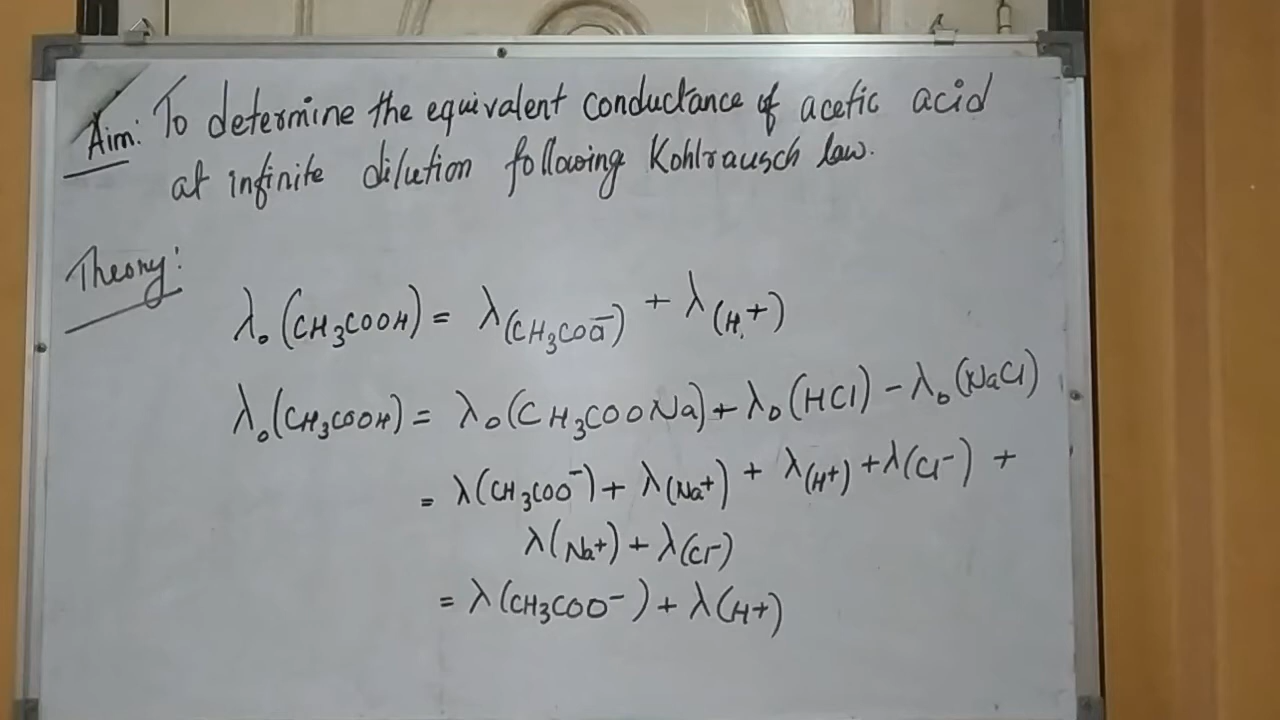 Aim: To determine the equivalent conductance of acetic acid
at infinite dilution following Kohlrausch law.
Theory:
λ₀(CH₃COOH) = λ(CH₃COO⁻) + λ(H⁺)
λ₀(CH₃COOH) = λ₀(CH₃COONa) + λ₀(HCl) − λ₀(NaCl)
= λ(CH₃COO⁻) + λ(Na⁺) + λ(H⁺) + λ(Cl⁻) +
λ(Na⁺) + λ(Cl⁻)
= λ(CH₃COO⁻) + λ(H⁺)